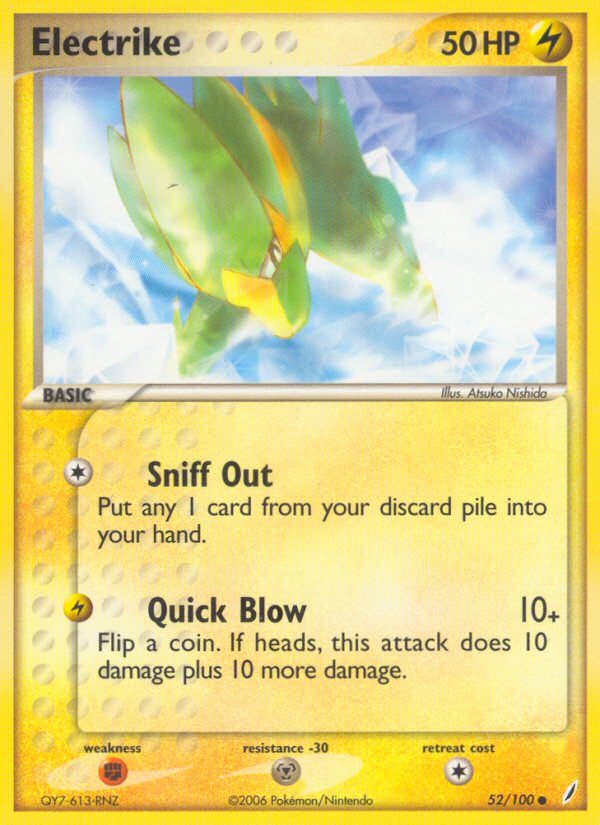 Electrike 50 HP
BASIC
Illus. Atsuko Nishida
Sniff Out
Put any 1 card from your discard pile into
your hand.
Quick Blow 10+
Flip a coin. If heads, this attack does 10
damage plus 10 more damage.
weakness resistance -30 retreat cost
QY7-613-RNZ ©2006 Pokémon/Nintendo 52/100